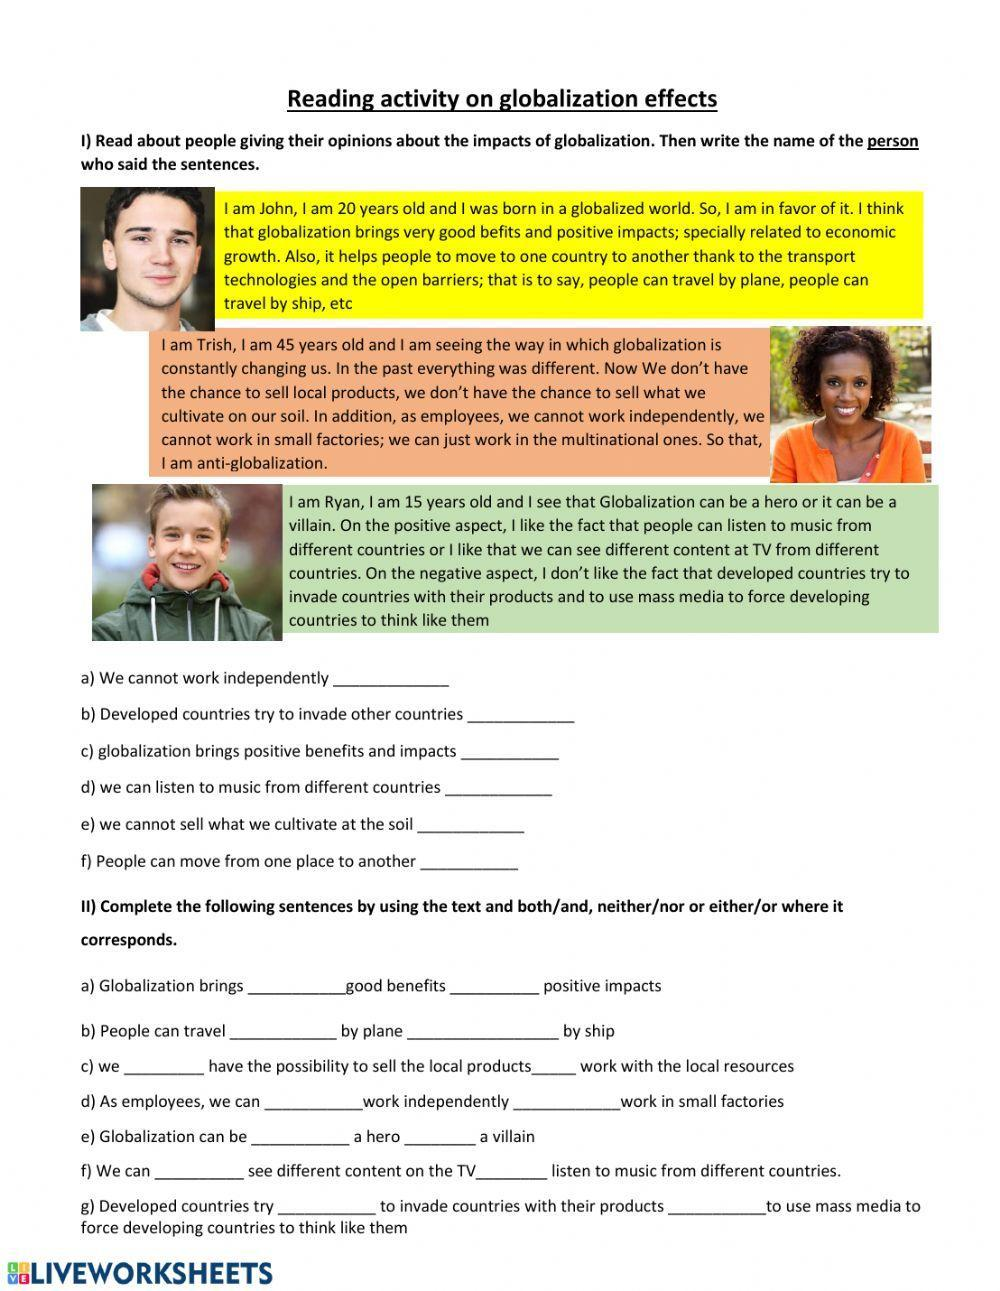 Reading activity on globalization effects
I) Read about people giving their opinions about the impacts of globalization. Then write the name of the person
who said the sentences.
I am John, I am 20 years old and I was born in a globalized world. So, I am in favor of it. I think
that globalization brings very good befits and positive impacts; specially related to economic
growth. Also, it helps people to move to one country to another thank to the transport
technologies and the open barriers; that is to say, people can travel by plane, people can
travel by ship, etc
I am Trish, I am 45 years old and I am seeing the way in which globalization is
constantly changing us. In the past everything was different. Now We don’t have
the chance to sell local products, we don’t have the chance to sell what we
cultivate on our soil. In addition, as employees, we cannot work independently, we
cannot work in small factories; we can just work in the multinational ones. So that,
I am anti-globalization.
I am Ryan, I am 15 years old and I see that Globalization can be a hero or it can be a
villain. On the positive aspect, I like the fact that people can listen to music from
different countries or I like that we can see different content at TV from different
countries. On the negative aspect, I don’t like the fact that developed countries try to
invade countries with their products and to use mass media to force developing
countries to think like them
a) We cannot work independently _____________
b) Developed countries try to invade other countries ____________
c) globalization brings positive benefits and impacts ___________
d) we can listen to music from different countries ____________
e) we cannot sell what we cultivate at the soil ____________
f) People can move from one place to another ___________
II) Complete the following sentences by using the text and both/and, neither/nor or either/or where it
corresponds.
a) Globalization brings ___________good benefits __________ positive impacts
b) People can travel ____________ by plane _________________ by ship
c) we _________ have the possibility to sell the local products_____ work with the local resources
d) As employees, we can ___________work independently ____________work in small factories
e) Globalization can be ___________ a hero ________ a villain
f) We can __________ see different content on the TV________ listen to music from different countries.
g) Developed countries try ___________ to invade countries with their products ___________to use mass media to
force developing countries to think like them
LIVE LIVEWORKSHEETS